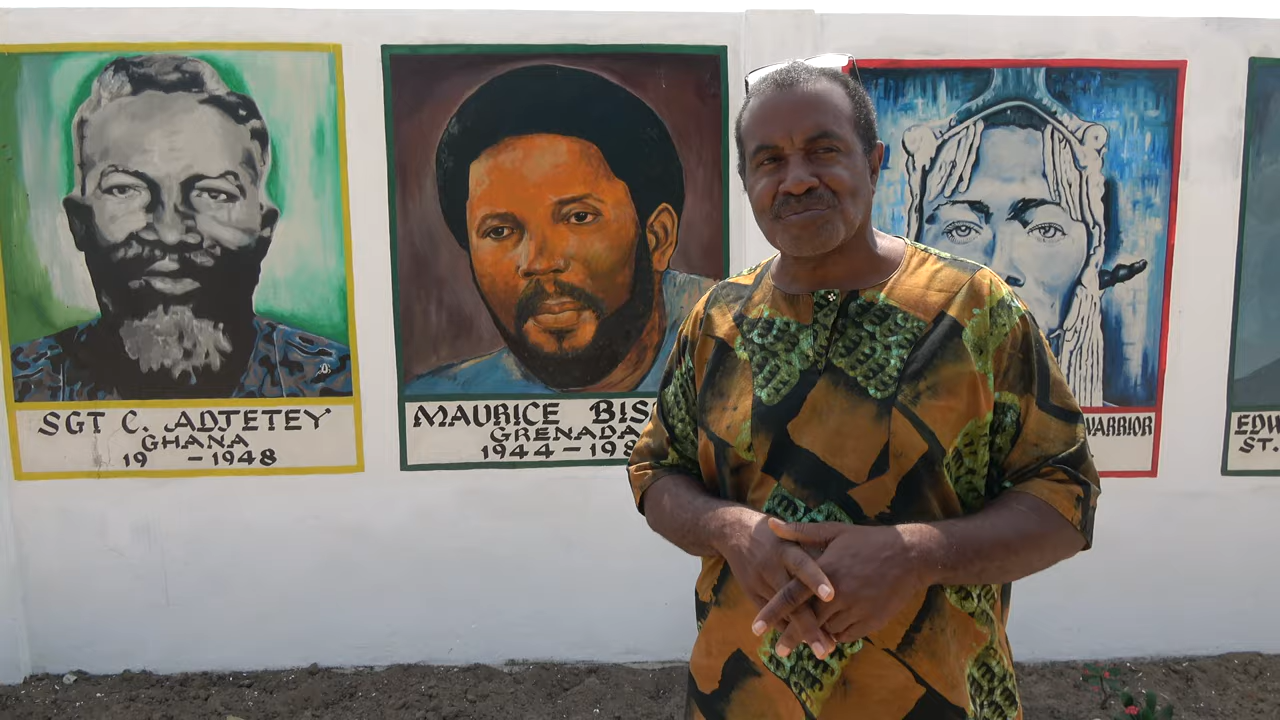 SGT C. ADJETEY
GHANA
19 -1948
MAURICE BIS
GRENADA
1944-198
WARRIOR
EDW
ST.